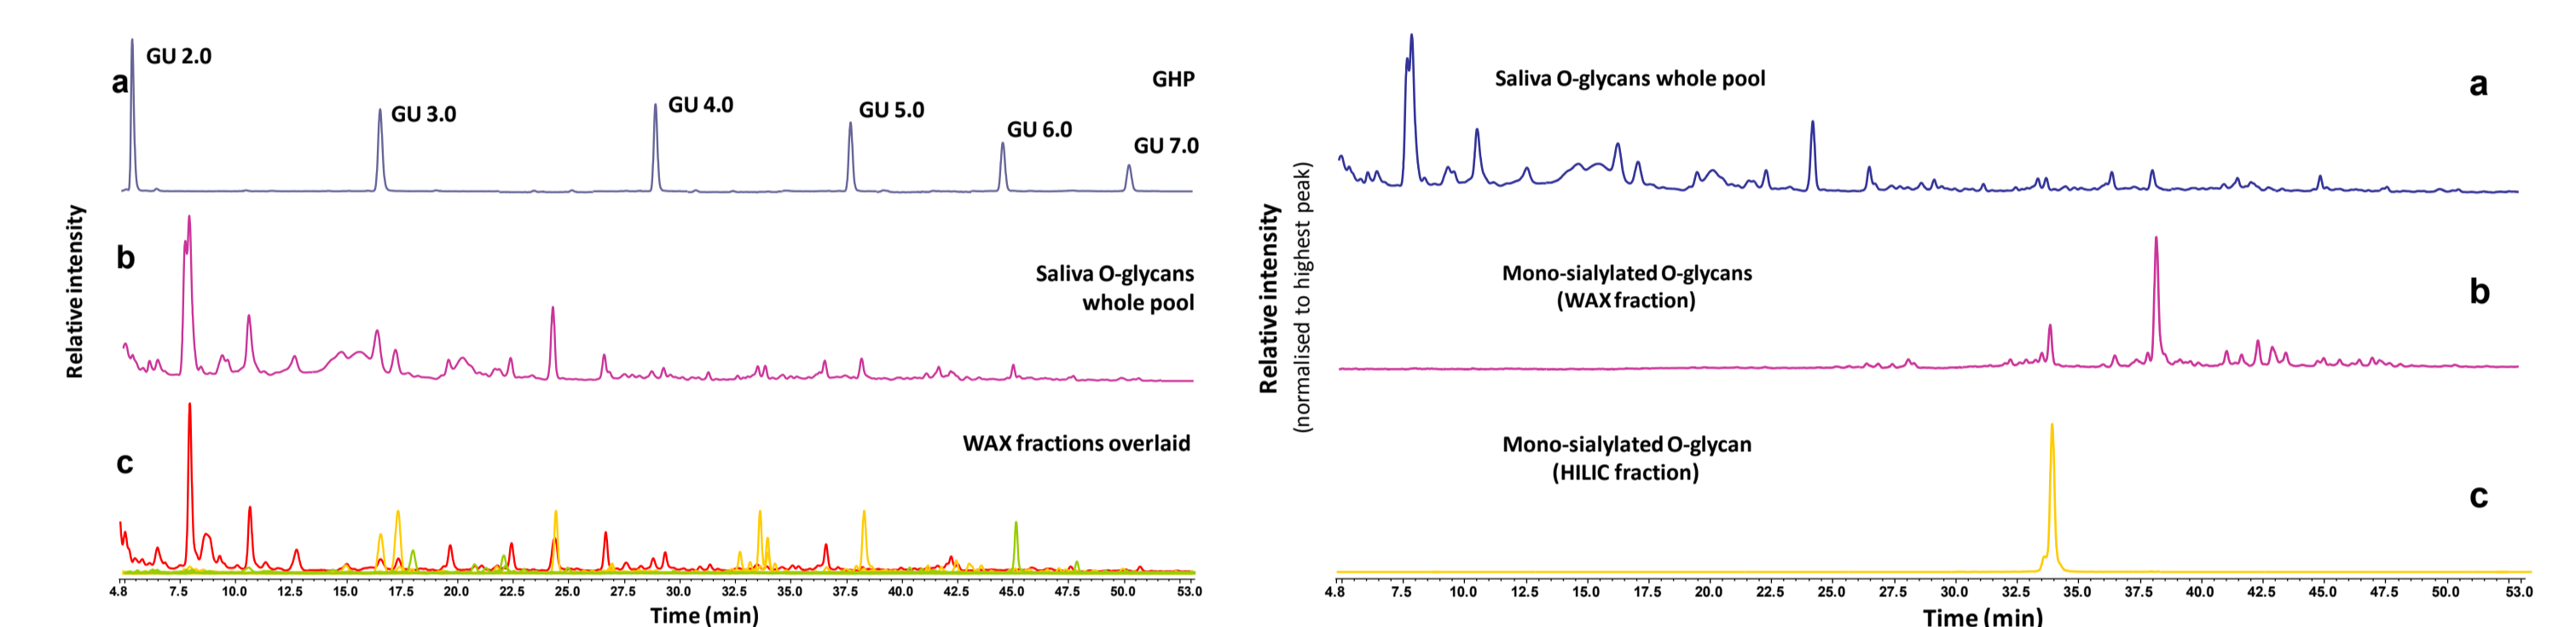 a
GU 2.0
GU 3.0
GU 4.0
GU 5.0
GU 6.0
GU 7.0
GHP
b
Saliva O-glycans
whole pool
c
WAX fractions overlaid
Relative intensity
4.8 7.5 10.0 12.5 15.0 17.5 20.0 22.5 25.0 27.5 30.0 32.5 35.0 37.5 40.0 42.5 45.0 47.5 50.0 53.0
Time (min)
Saliva O-glycans whole pool
a
Mono-sialylated O-glycans
(WAX fraction)
b
Mono-sialylated O-glycan
(HILIC fraction)
c
Relative intensity
(normalised to highest peak)
4.8 7.5 10.0 12.5 15.0 17.5 20.0 22.5 25.0 27.5 30.0 32.5 35.0 37.5 40.0 42.5 45.0 47.5 50.0 53.0
Time (min)